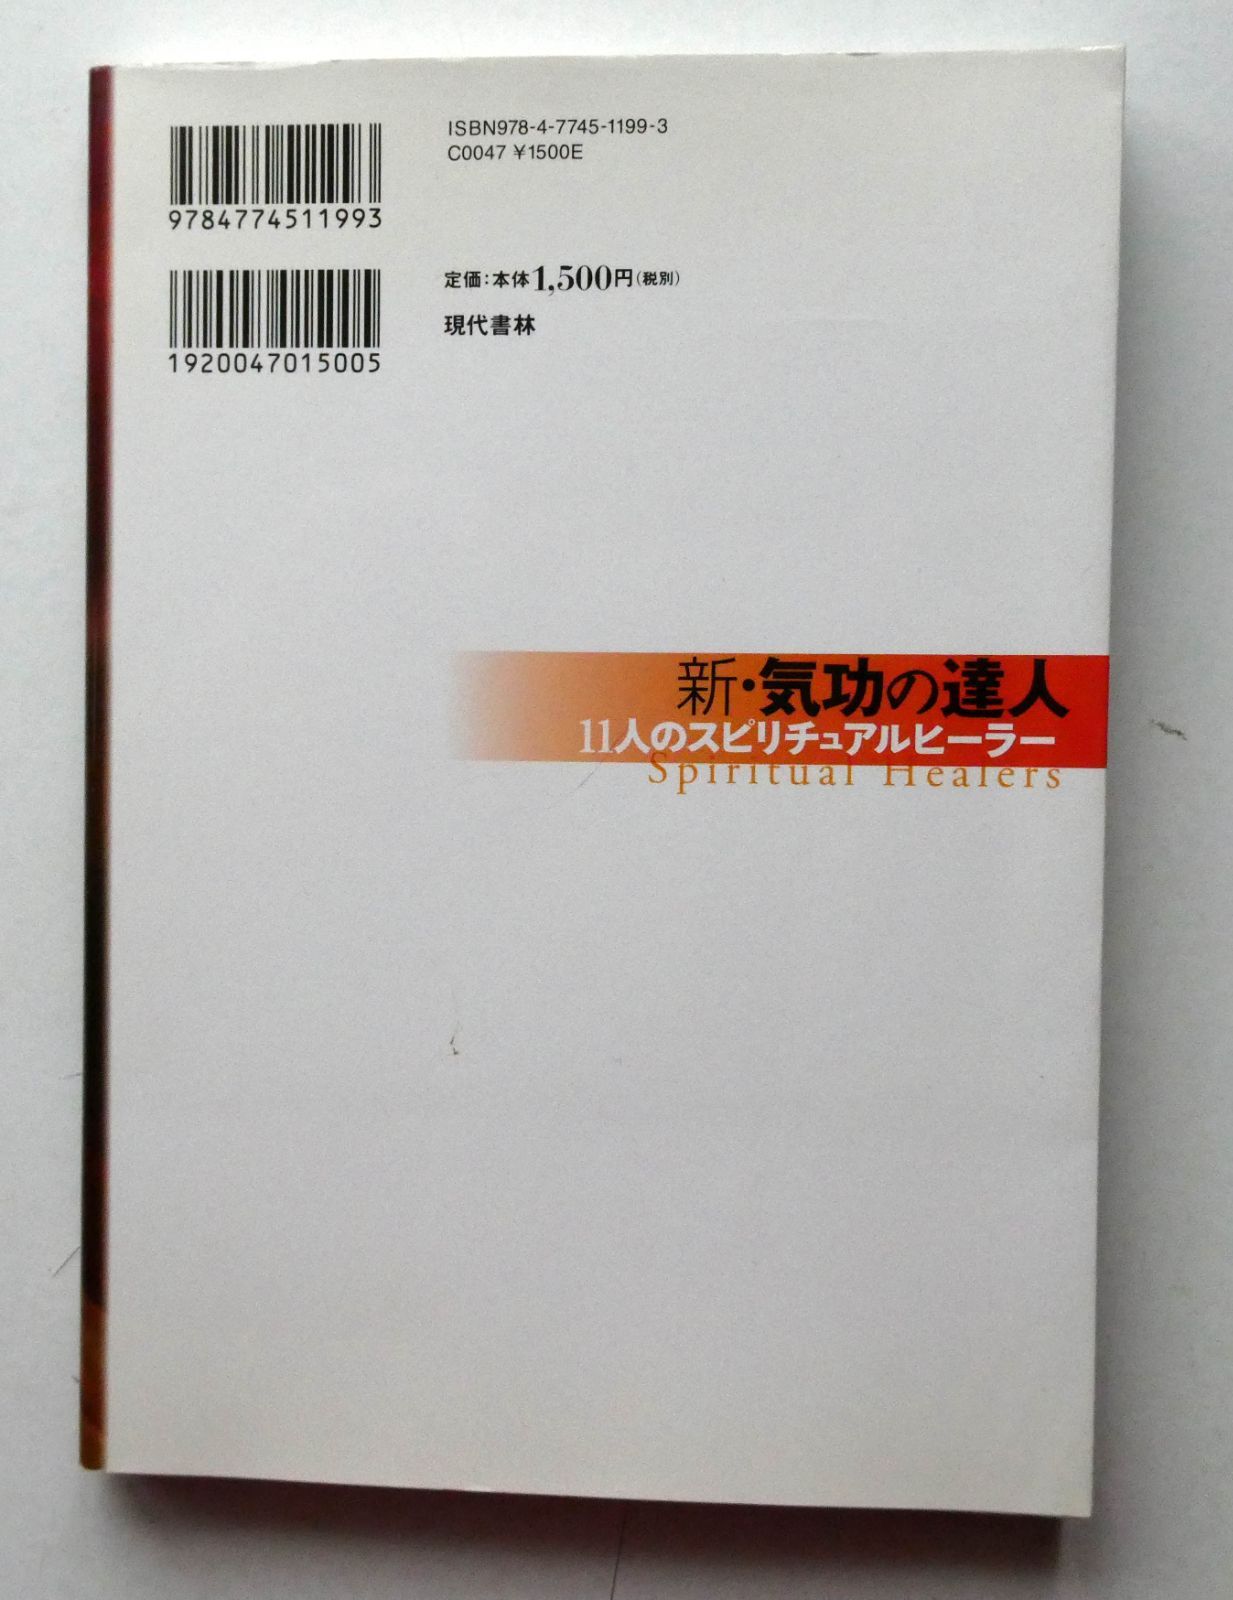 ISBN978-4-7745-1199-3
C0047 ¥1500E
9784774511993
定価：本体1,500円（税別）
現代書林
1920047015005
新・気功の達人
11人のスピリチュアルヒーラー
Spiritual Healers